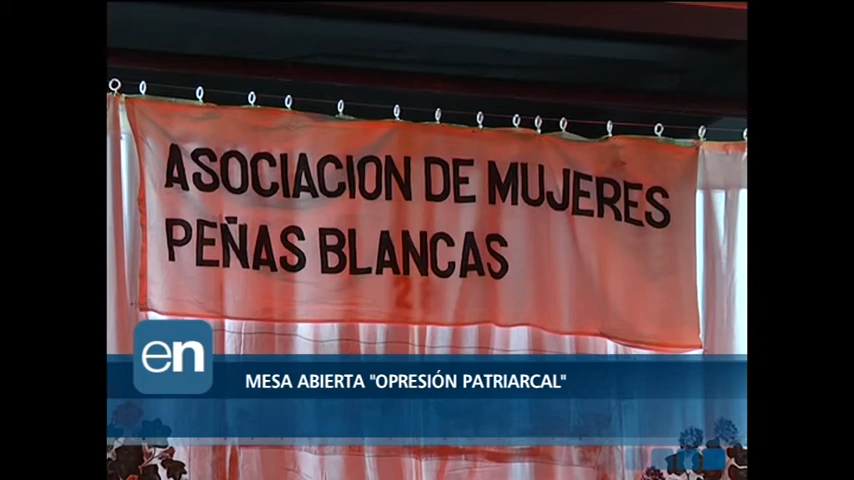 ASOCIACION DE MUJERES
PEÑAS BLANCAS
en
MESA ABIERTA "OPRESIÓN PATRIARCAL"